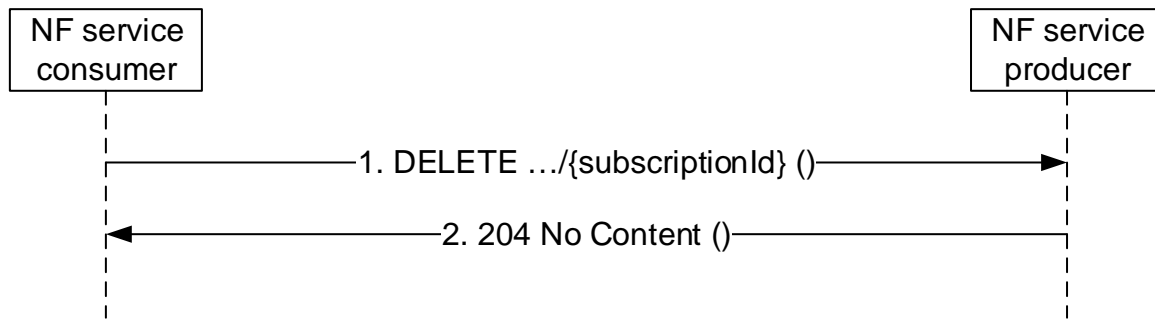 NF service
consumer
NF service
producer
1. DELETE …/{subscriptionId} ()
2. 204 No Content ()